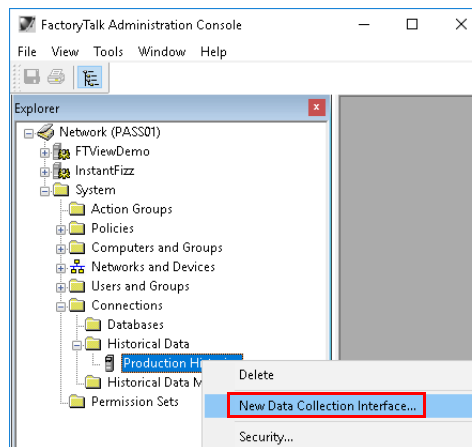 FactoryTalk Administration Console
File View Tools Window Help
Explorer
Network (PASS01)
FTViewDemo
InstantFizz
System
Action Groups
Policies
Computers and Groups
Networks and Devices
Users and Groups
Connections
Databases
Historical Data
Production
Delete
Historical Data
New Data Collection Interface...
Permission Sets
Security...